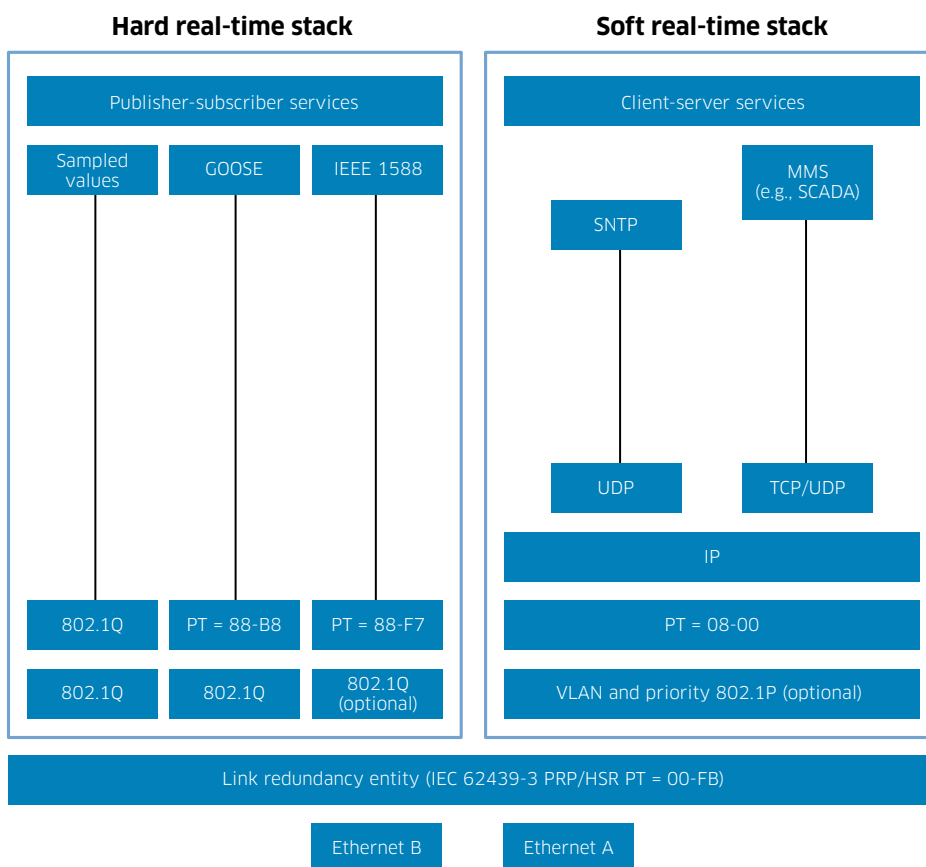 Hard real-time stack
Publisher-subscriber services
Sampled
values
GOOSE
IEEE 1588
802.1Q
PT = 88-B8
PT = 88-F7
802.1Q
802.1Q
802.1Q
(optional)
Soft real-time stack
Client-server services
SNTP
MMS
(e.g., SCADA)
UDP
TCP/UDP
IP
PT = 08-00
VLAN and priority 802.1P (optional)
Link redundancy entity (IEC 62439-3 PRP/HSR PT = 00-FB)
Ethernet B
Ethernet A